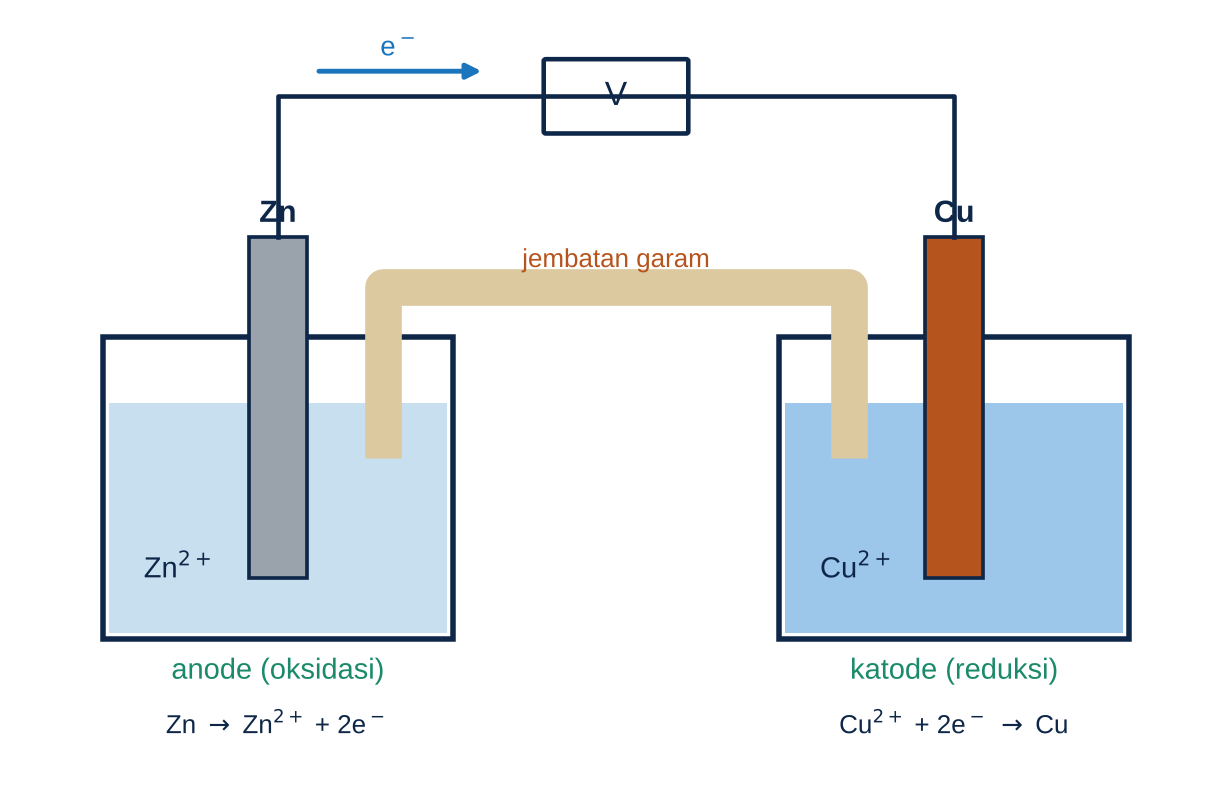 e⁻
V
Zn
Cu
jembatan garam
Zn²⁺
Cu²⁺
anode (oksidasi)
katode (reduksi)
Zn → Zn²⁺ + 2e⁻
Cu²⁺ + 2e⁻ → Cu